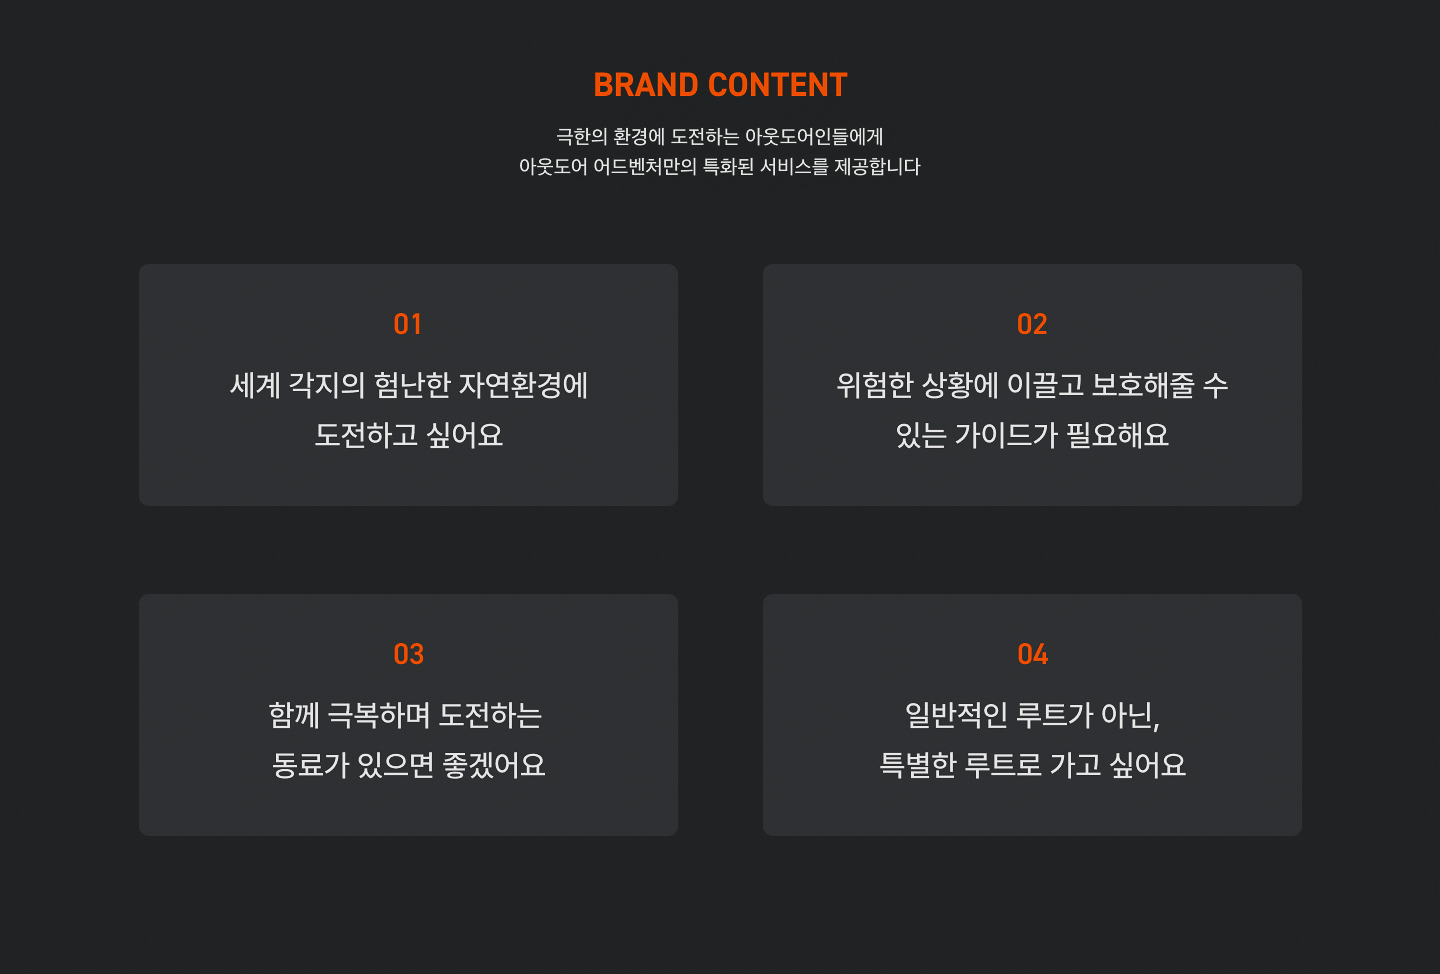 BRAND CONTENT
극한의 환경에 도전하는 아웃도어인들에게
아웃도어 어드벤처만의 특화된 서비스를 제공합니다
01
세계 각지의 험난한 자연환경에
도전하고 싶어요
02
위험한 상황에 이끌고 보호해줄 수
있는 가이드가 필요해요
03
함께 극복하며 도전하는
동료가 있으면 좋겠어요
04
일반적인 루트가 아닌,
특별한 루트로 가고 싶어요